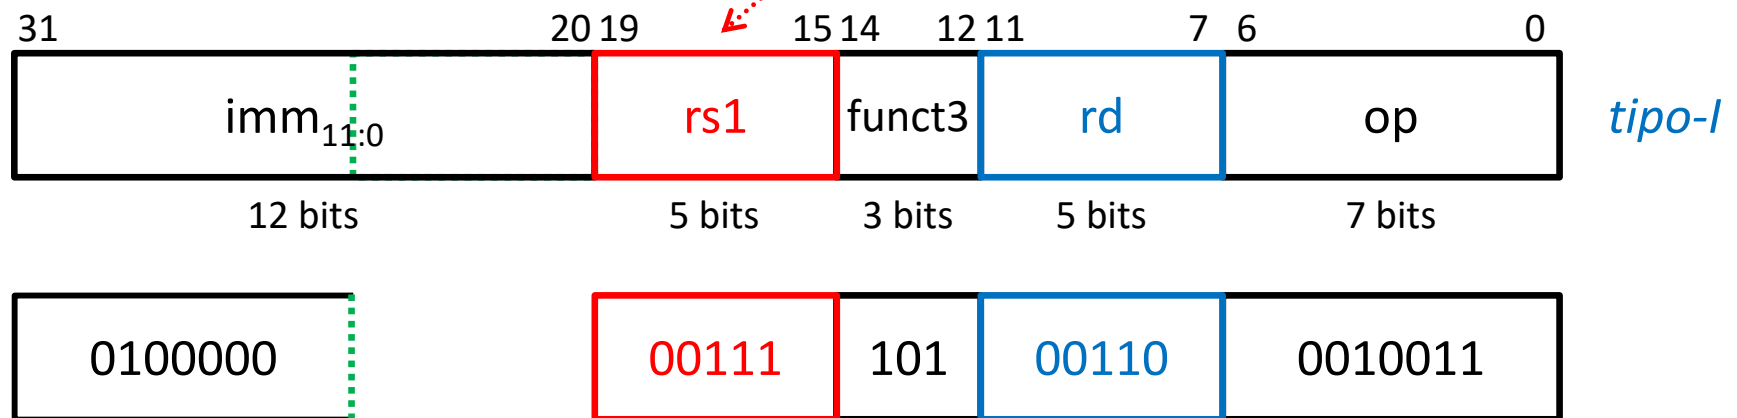 31 20 19 15 14 12 11 7 6 0
imm11:0 rs1 funct3 rd op tipo-I
12 bits 5 bits 3 bits 5 bits 7 bits
0100000 00111 101 00110 0010011